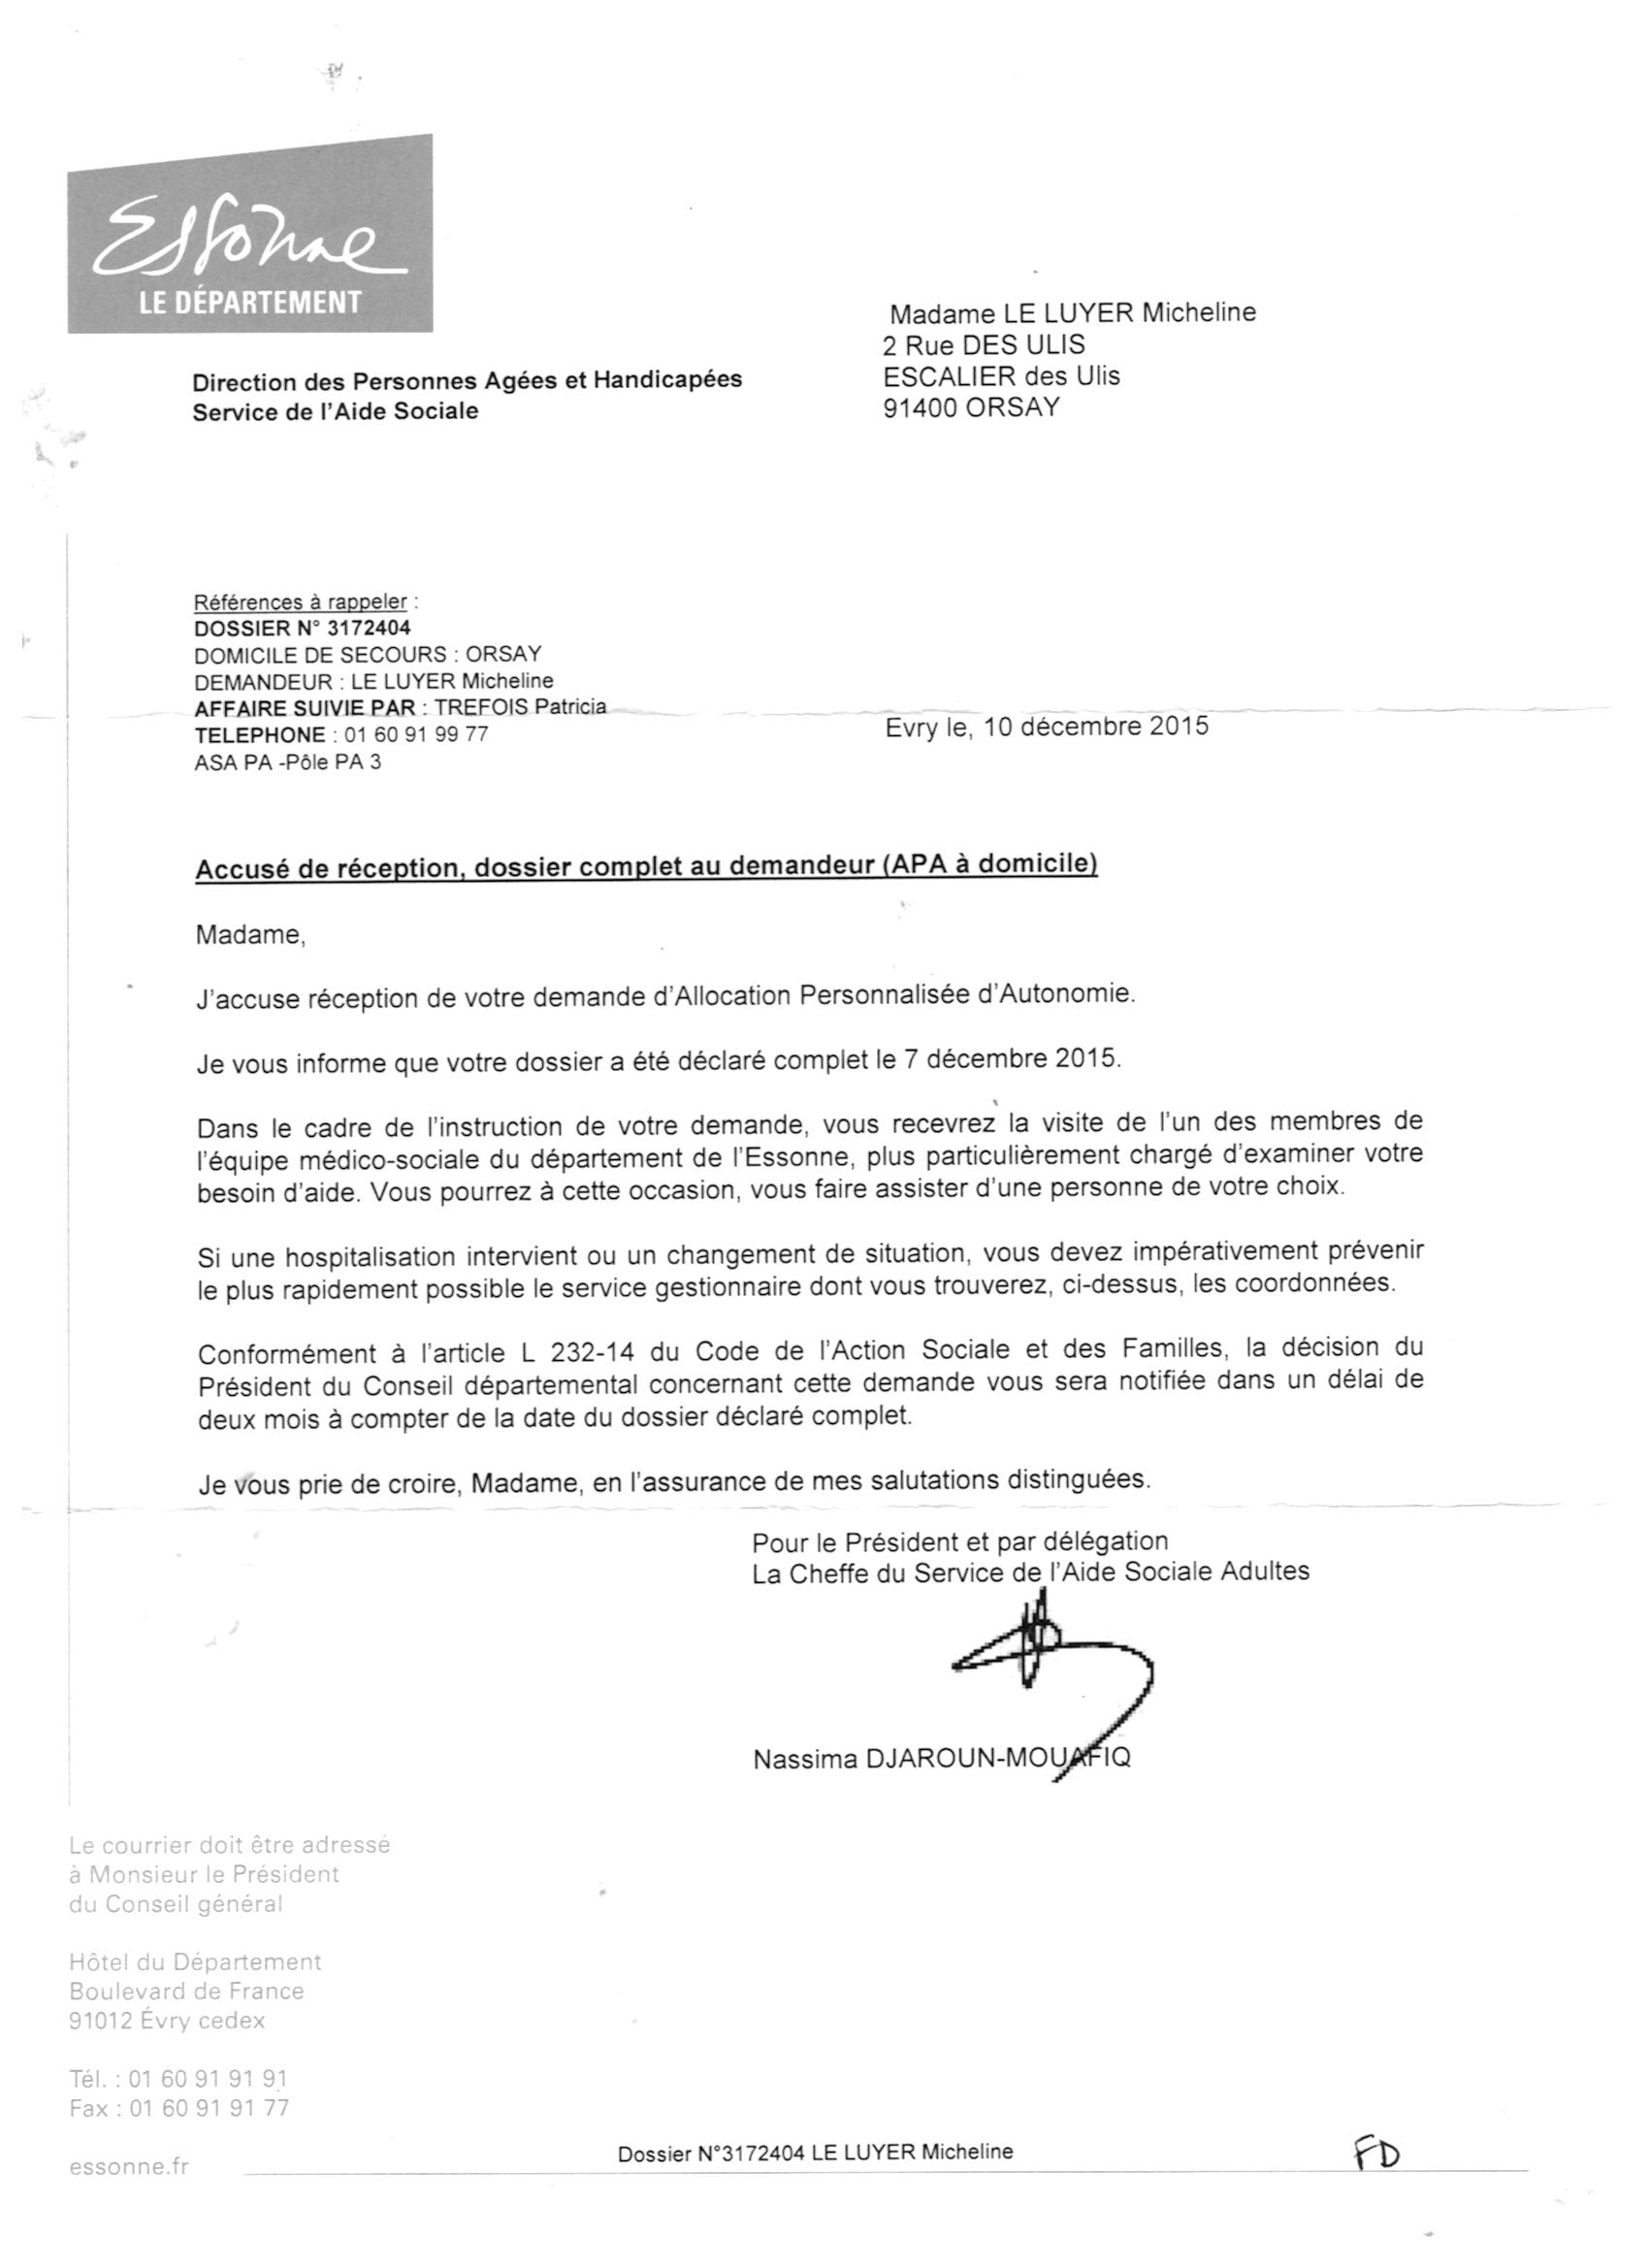 Essonne
LE DÉPARTEMENT
Madame LE LUYER Micheline
2 Rue DES ULIS
ESCALIER des Ulis
91400 ORSAY
Direction des Personnes Agées et Handicapées
Service de l'Aide Sociale
Références à rappeler :
DOSSIER N° 3172404
DOMICILE DE SECOURS : ORSAY
DEMANDEUR : LE LUYER Micheline
AFFAIRE SUIVIE PAR : TREFOIS Patricia
TELEPHONE : 01 60 91 99 77
ASA PA -Pôle PA 3
Evry le, 10 décembre 2015
Accusé de réception, dossier complet au demandeur (APA à domicile)
Madame,
J'accuse réception de votre demande d'Allocation Personnalisée d'Autonomie.
Je vous informe que votre dossier a été déclaré complet le 7 décembre 2015.
Dans le cadre de l'instruction de votre demande, vous recevrez la visite de l'un des membres de
l'équipe médico-sociale du département de l'Essonne, plus particulièrement chargé d'examiner votre
besoin d'aide. Vous pourrez à cette occasion, vous faire assister d'une personne de votre choix.
Si une hospitalisation intervient ou un changement de situation, vous devez impérativement prévenir
le plus rapidement possible le service gestionnaire dont vous trouverez, ci-dessus, les coordonnées.
Conformément à l'article L 232-14 du Code de l'Action Sociale et des Familles, la décision du
Président du Conseil départemental concernant cette demande vous sera notifiée dans un délai de
deux mois à compter de la date du dossier déclaré complet.
Je vous prie de croire, Madame, en l'assurance de mes salutations distinguées.
Pour le Président et par délégation
La Cheffe du Service de l'Aide Sociale Adultes
Nassima DJAROUN-MOUAFIQ
Le courrier doit être adressé
à Monsieur le Président
du Conseil général
Hôtel du Département
Boulevard de France
91012 Évry cedex
Tél. : 01 60 91 91 91
Fax : 01 60 91 91 77
essonne.fr
Dossier N°3172404 LE LUYER Micheline
FD